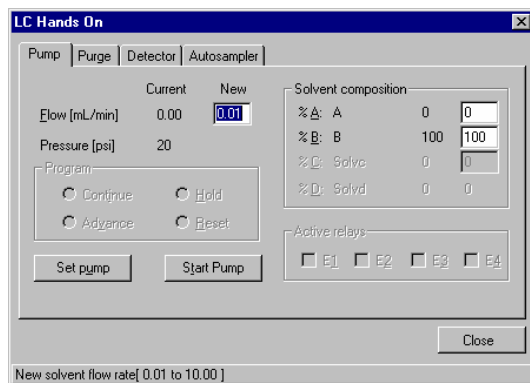 LC Hands On
Pump Purge Detector Autosampler
Current New
Flow [mL/min] 0.00 0.01
Pressure [psi] 20
Program
Continue Hold
Advance Reset
Set pump Start Pump
Solvent composition
% A: A 0 0
% B: B 100 100
% C: Solvc 0 0
% D: Solvd 0 0
Active relays
E1 E2 E3 E4
Close
New solvent flow rate[ 0.01 to 10.00 ]